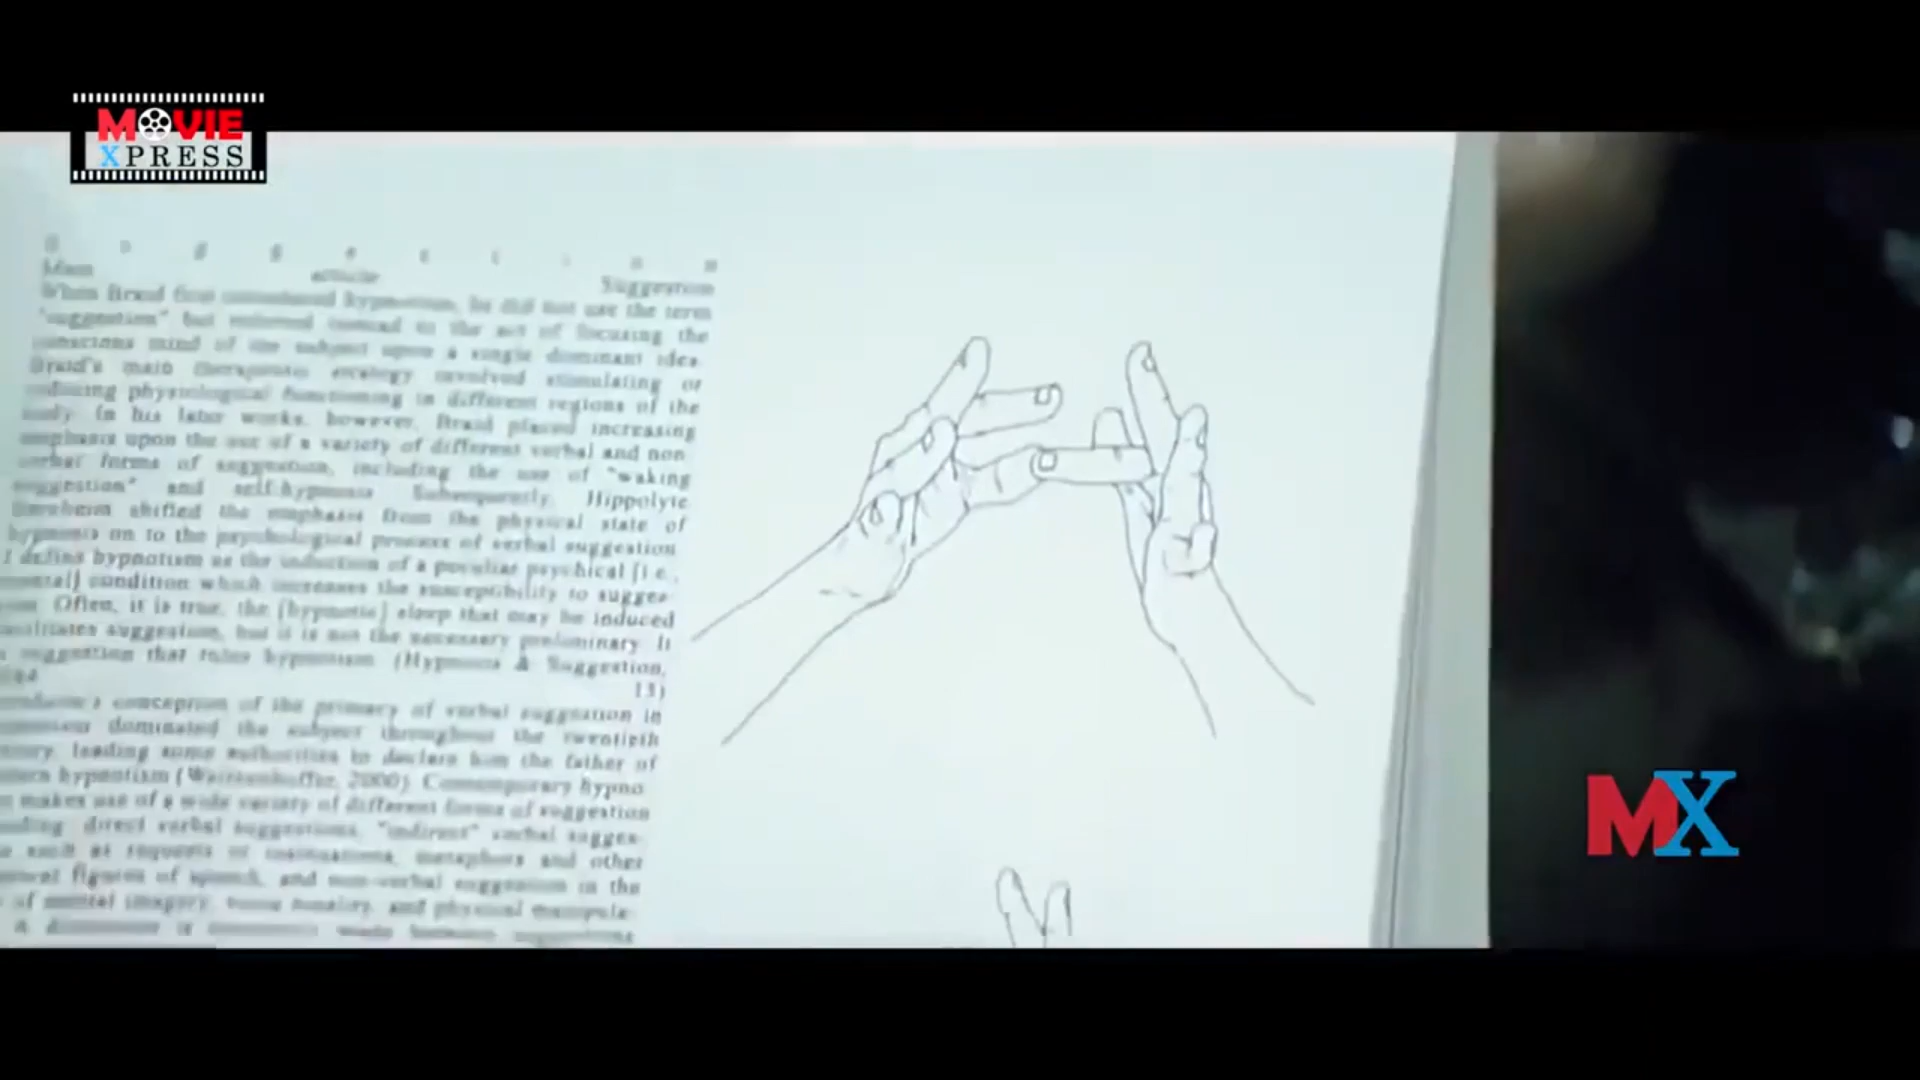 MOVIE
XPRESS
Main article Suggestion
When Braid first hypnotism, he did not use the term
"suggestion" but referred instead to the act of focusing the
conscious mind of the subject upon a single dominant idea.
Braid's main therapeutic strategy involved stimulating or
reducing physiological functioning in different regions of the
body. In his later works, however, Braid placed increasing
emphasis upon the use of a variety of different verbal and non
verbal forms of suggestion, including the use of "waking
suggestion" and self-hypnosis Subsequently, Hippolyte
Bernheim shifted the emphasis from the physical state of
hypnosis on to the psychological process of verbal suggestion
I define hypnotism as the induction of a peculiar psychical [i.e.,
mental] condition which increases the susceptibility to sugges-
Often, it is true, the [hypnotic] sleep that may be induced
facilitates suggestion, but it is not the necessary preliminary. It
suggestion that rules hypnotism. (Hypnosis & Suggestion,
15)
conception of the primacy of verbal suggestion in
dominated the subject throughout the twentieth
leading some authorities to declare him the father of
hypnotism (Weitzenhoffer, 2000). Contemporary hypno
makes use of a wide variety of different forms of suggestion
direct verbal suggestions, "indirect" verbal sugges-
such as requests or insinuations, metaphors and other
figures of speech, and non-verbal suggestion in the
of mental imagery, voice tonality, and physical manipula-
A distinction is made between suggestions
MX